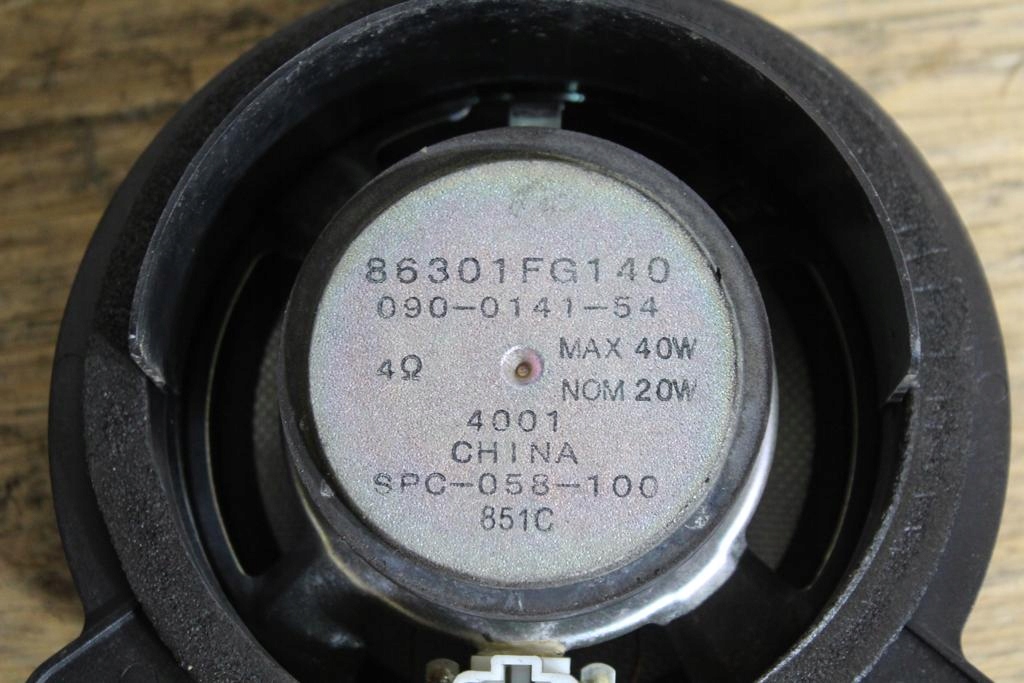 86301FG140
090-0141-54
4Ω
MAX 40W
NOM 20W
4001
CHINA
SPC-058-100
851C